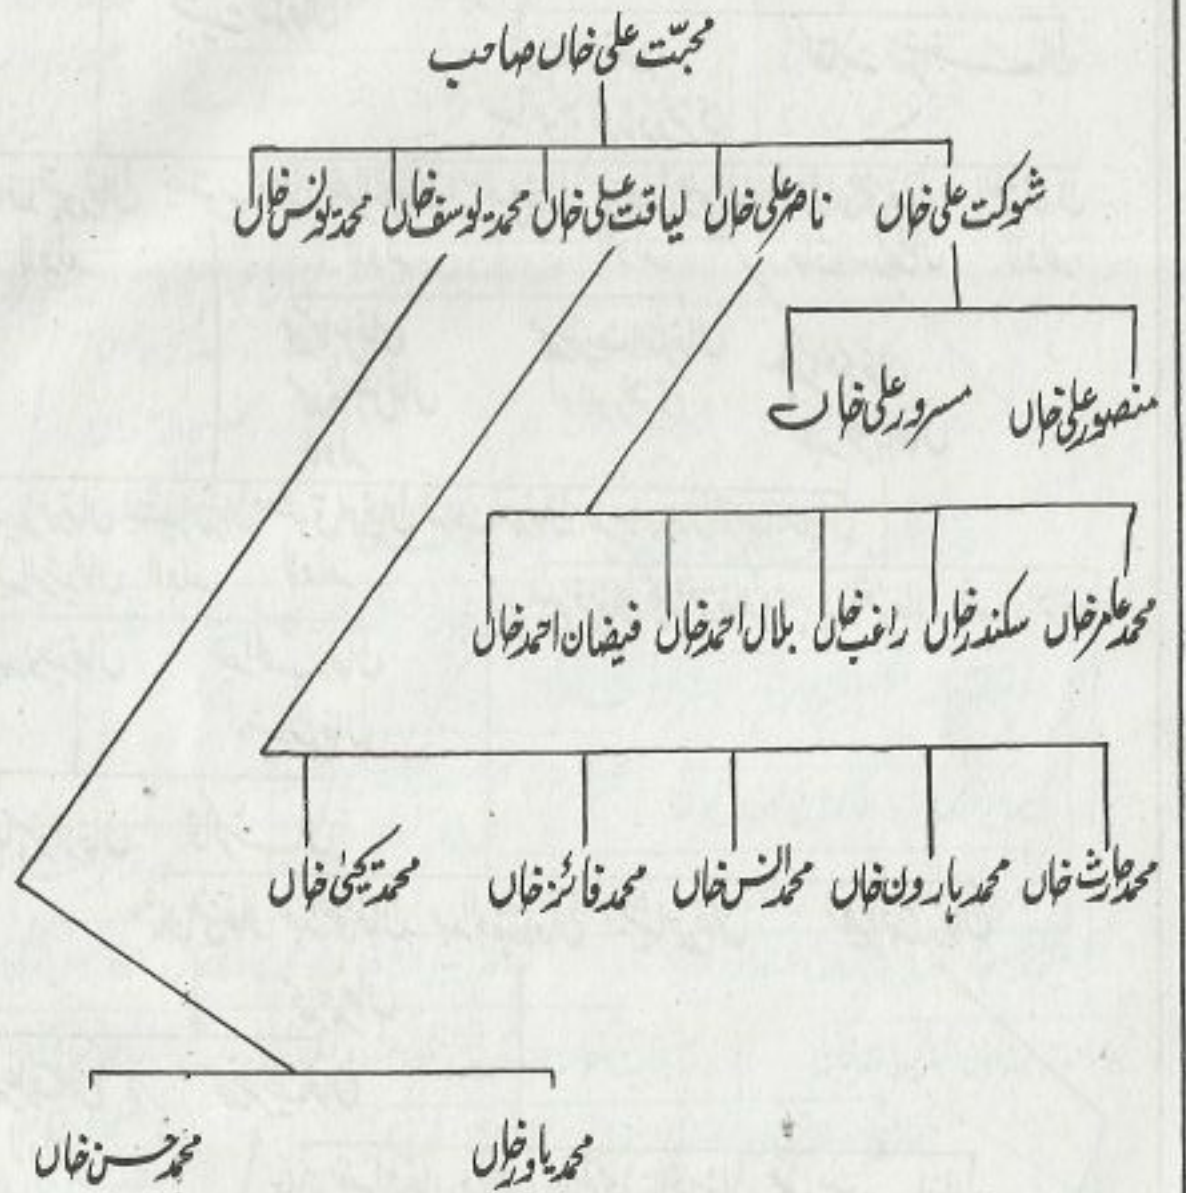 محبّت علی خاں صاحب
شوکت علی خاں ناصر علی خاں لیاقت علی خاں محمد یوسف خاں محمد یونس خاں
منصور علی خاں مسرور علی خاں
محمد عامر خاں سکندر خاں راغب خاں بلال احمد خاں فیضان احمد خاں
محمد حارث خاں محمد ہارون خاں محمد انس خاں محمد فائز خاں محمد یحیٰی خاں
محمد یاور خاں محمد حسن خاں